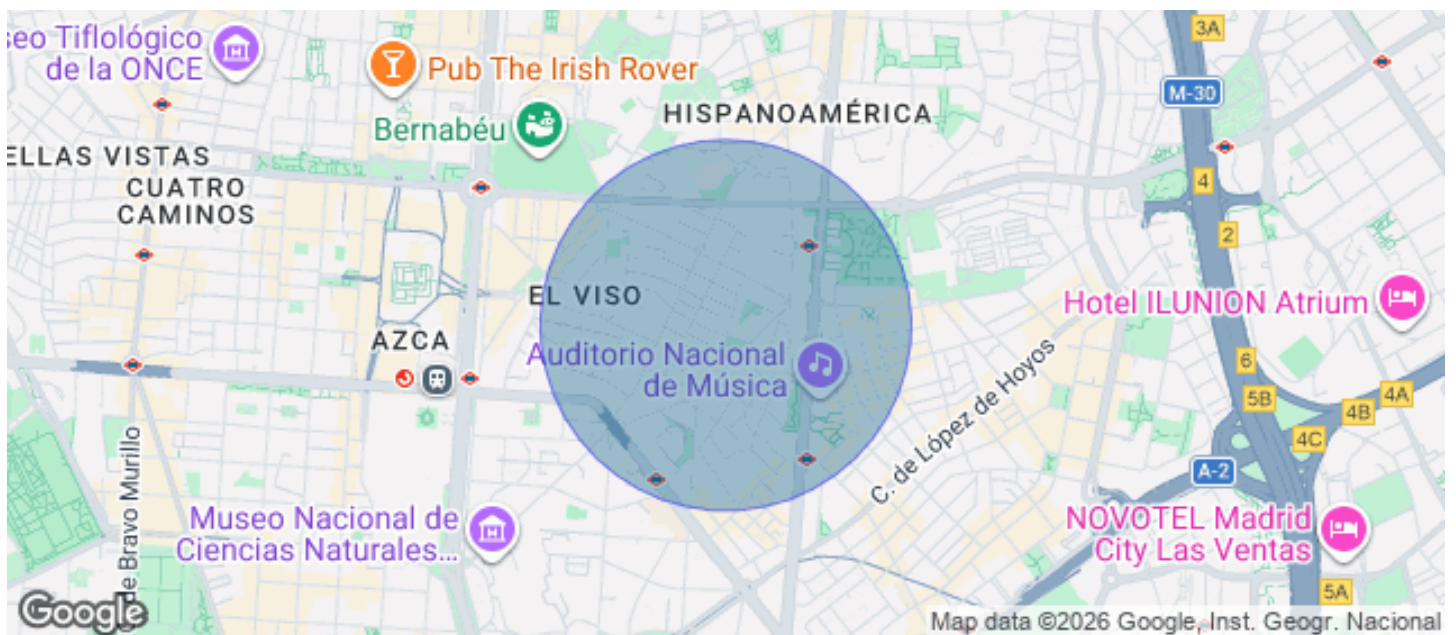 seo Tiflológico
de la ONCE
Pub The Irish Rover
Bernabéu
HISPANOAMÉRICA
3A
M-30
ELLAS VISTAS
CUATRO
CAMINOS
4
2
EL VISO
Hotel ILUNION Atrium
AZCA
Auditorio Nacional
de Música
6
5B
4A
4B
4C
C. de López de Hoyos
A-2
de Bravo Murillo
Museo Nacional de
Ciencias Naturales...
NOVOTEL Madrid
City Las Ventas
5A
Google
Map data ©2026 Google, Inst. Geogr. Nacional